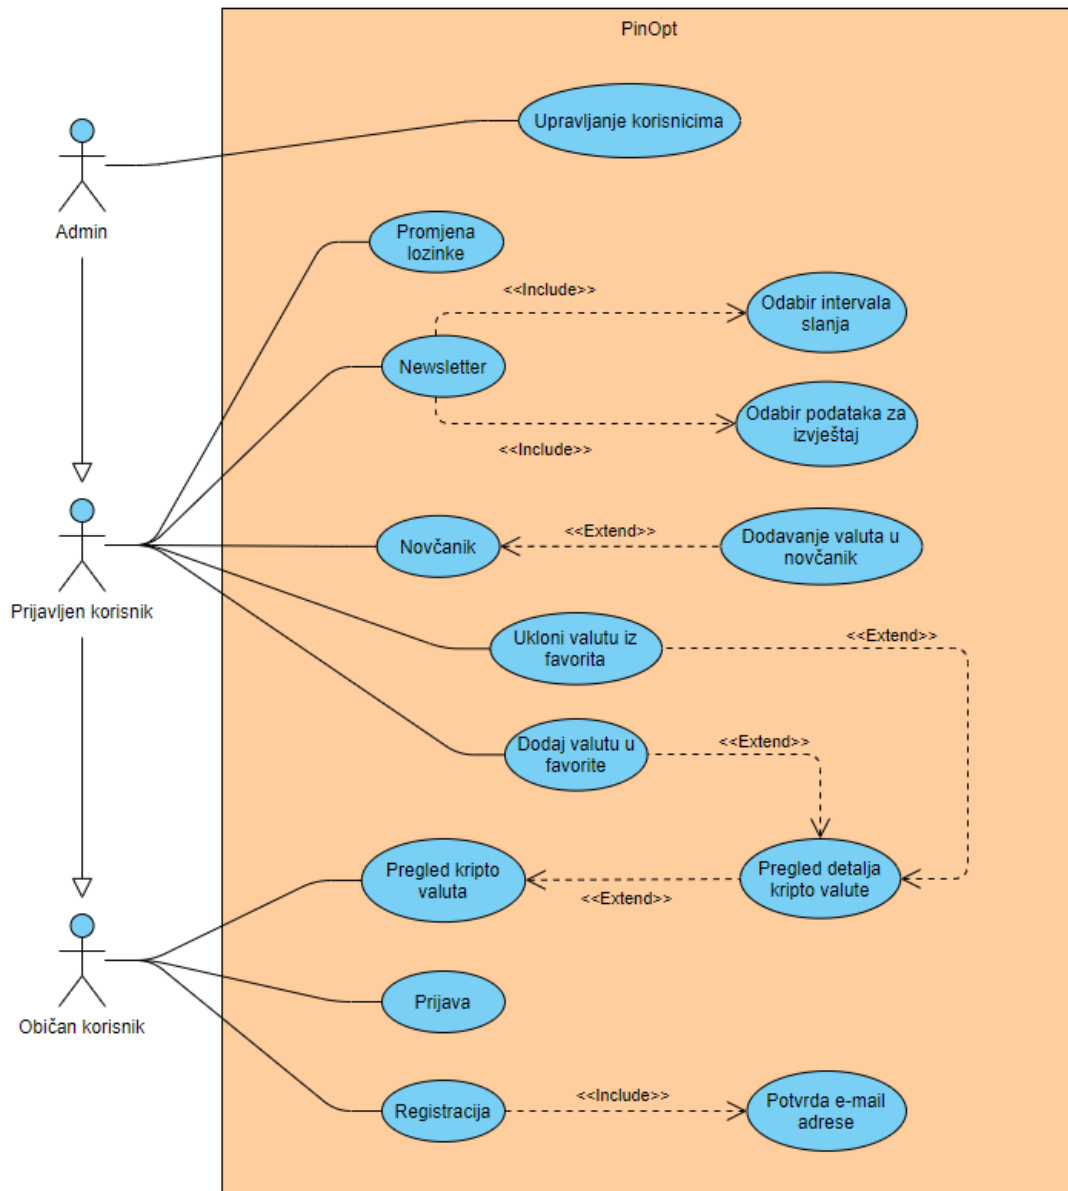 PinOpt
Upravljanje korisnicima
Admin
Promjena
lozinke
<<Include>>
Odabir intervala
slanja
Newsletter
Odabir podataka za
izvještaj
<<Include>>
Prijavljen korisnik
Novčanik
<<Extend>>
Dodavanje valuta u
novčanik
Ukloni valutu iz
favorita
<<Extend>>
Dodaj valutu u
favorite
<<Extend>>
Pregled kripto
valuta
<<Extend>>
Pregled detalja
kripto valute
Običan korisnik
Prijava
Registracija
<<Include>>
Potvrda e-mail
adrese